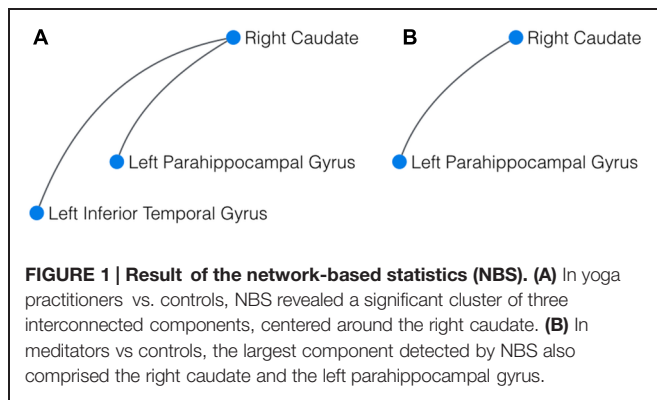 A
Right Caudate
Left Parahippocampal Gyrus
Left Inferior Temporal Gyrus
B
Right Caudate
Left Parahippocampal Gyrus
FIGURE 1 | Result of the network-based statistics (NBS). (A) In yoga
practitioners vs. controls, NBS revealed a significant cluster of three
interconnected components, centered around the right caudate. (B) In
meditators vs controls, the largest component detected by NBS also
comprised the right caudate and the left parahippocampal gyrus.